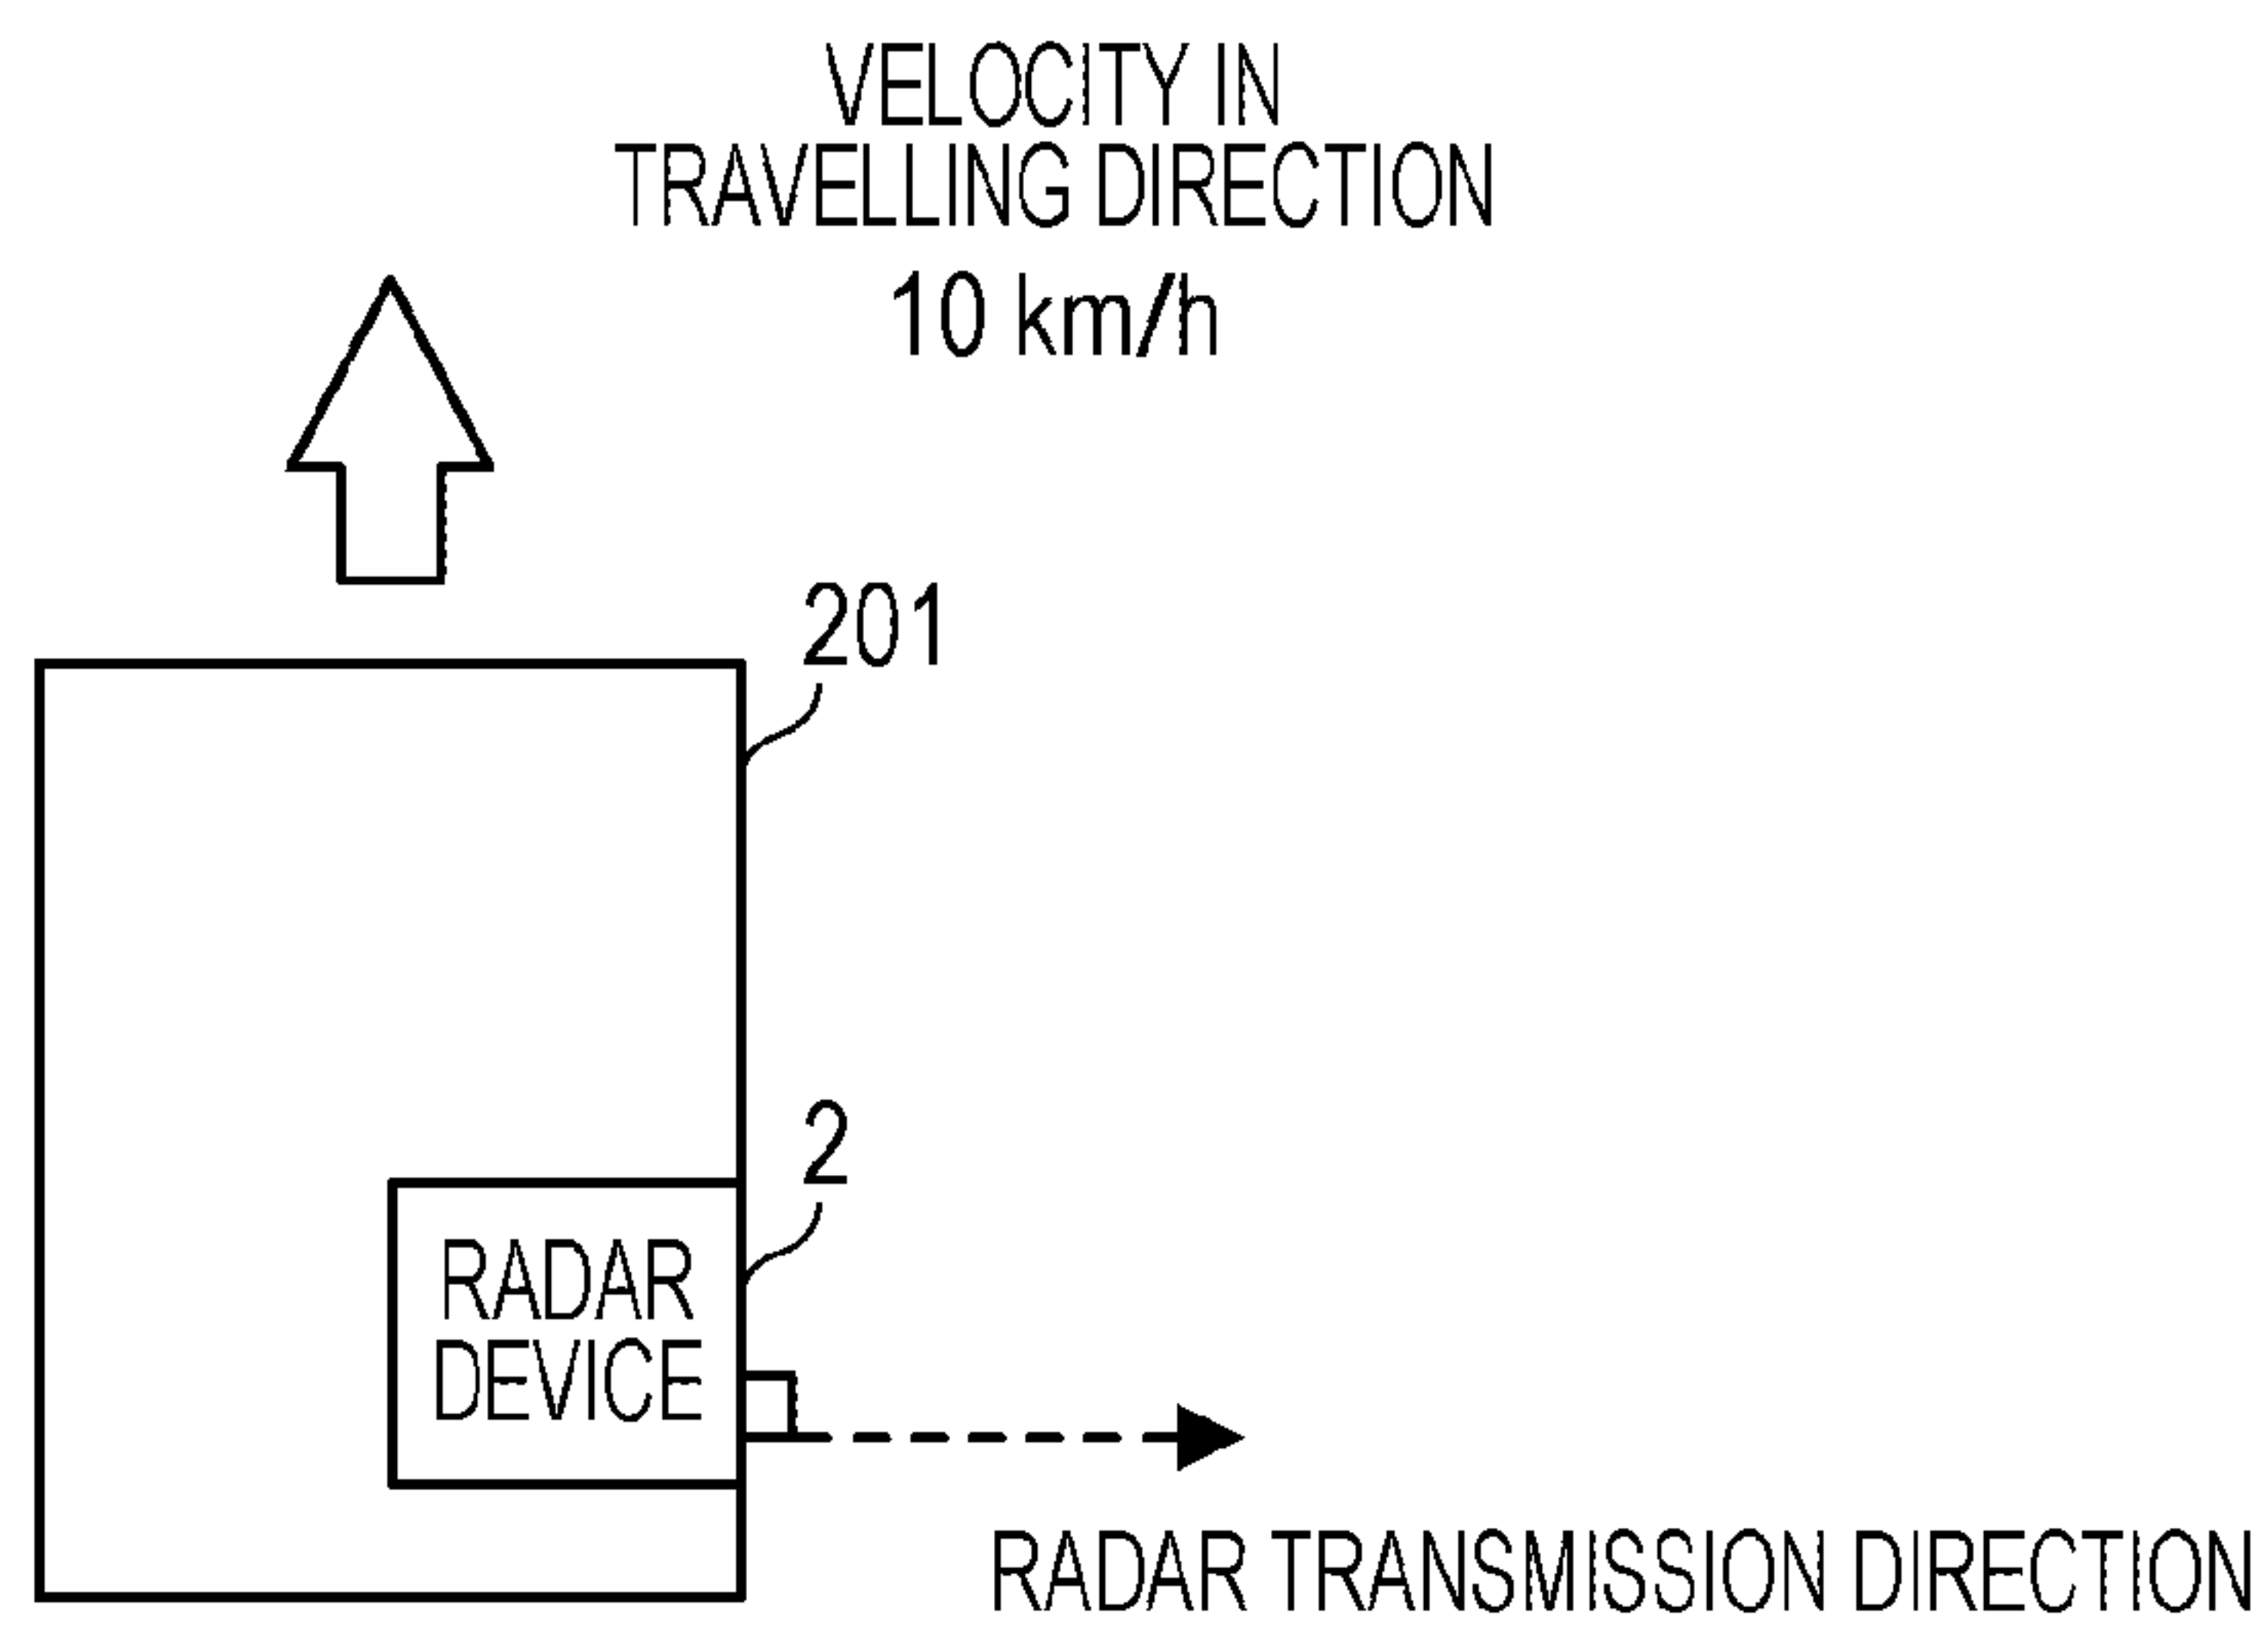 VELOCITY IN
TRAVELLING DIRECTION
10 km/h
201
2
RADAR
DEVICE
RADAR TRANSMISSION DIRECTION